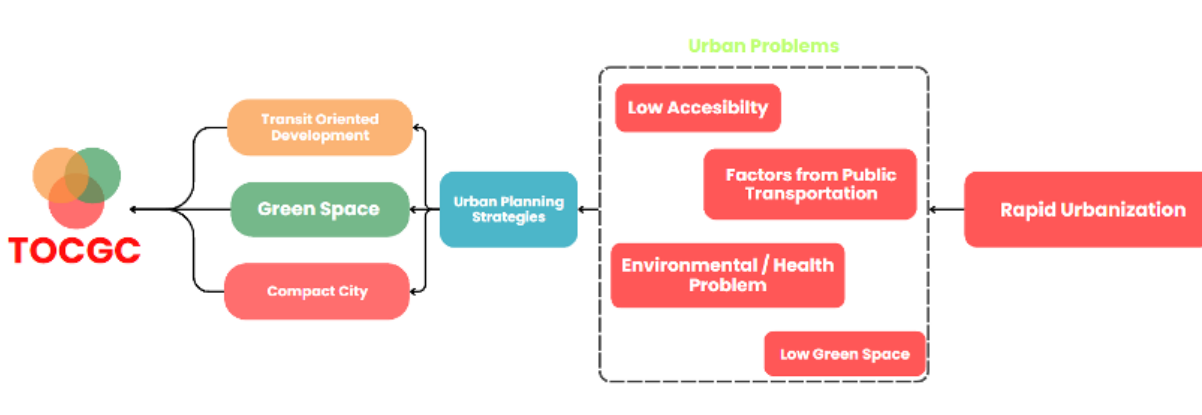 Urban Problems
Low Accesibilty
Factors from Public
Transportation
Environmental / Health
Problem
Low Green Space
Rapid Urbanization
Urban Planning
Strategies
Transit Oriented
Development
Green Space
Compact City
TOCGC